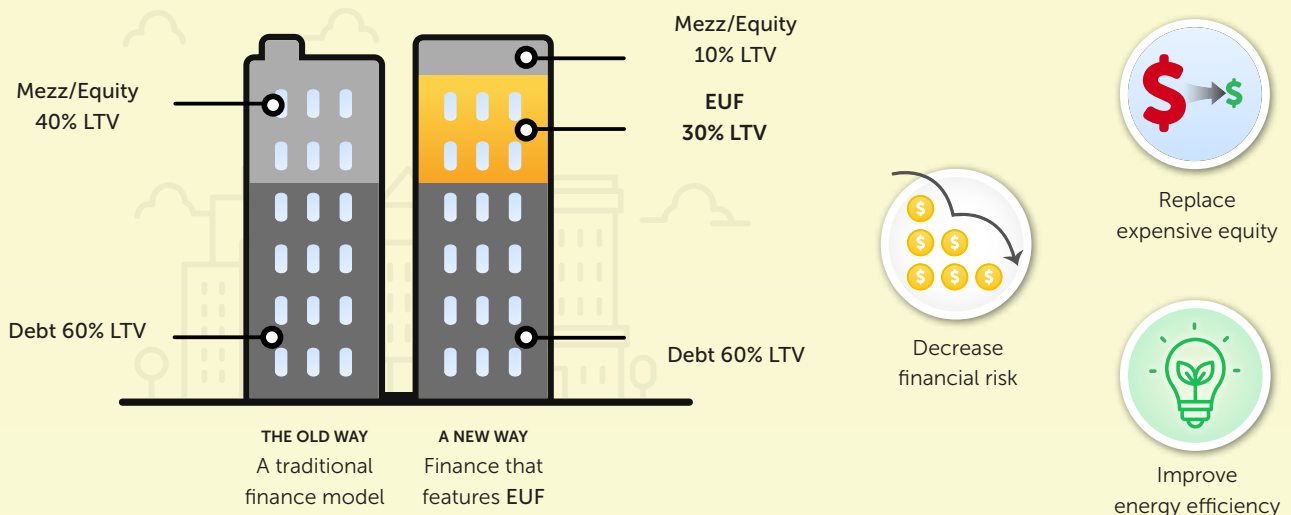 Mezz/Equity
40% LTV
Debt 60% LTV
Mezz/Equity
10% LTV
EUF
30% LTV
Debt 60% LTV
THE OLD WAY
A traditional
finance model
A NEW WAY
Finance that
features EUF
$
$
$ $
$ $ $
Decrease
financial risk
$ $
Replace
expensive equity
Improve
energy efficiency